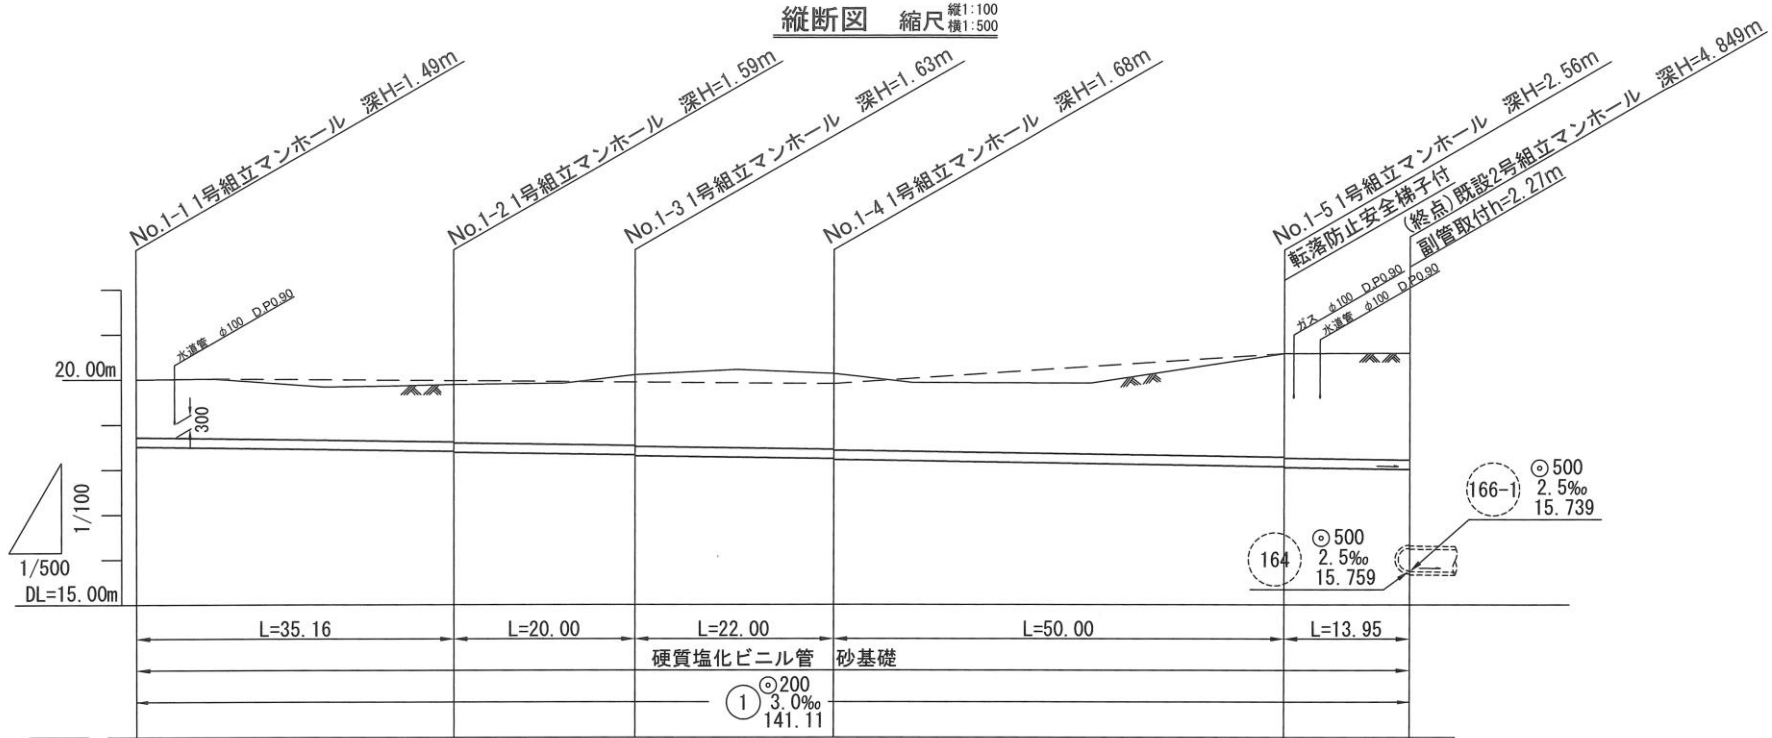 縦断図 縮尺 縦1:100
横1:500
No.1-1 1号組立マンホール 深H=1.49m
No.1-2 1号組立マンホール 深H=1.59m
No.1-3 1号組立マンホール 深H=1.63m
No.1-4 1号組立マンホール 深H=1.68m
No.1-5 1号組立マンホール 深H=2.56m
転落防止安全梯子付
(終点)既設2号組立マンホール 深H=4.849m
副管取付h=2.27m
水道管 φ100 D.P0.90
ガス φ100 D.P0.90
水道管 φ100 D.P0.90
20.00m
300
1/100
1/500
DL=15.00m
166-1
◎500
2.5‰
15.739
164
◎500
2.5‰
15.759
L=35.16
L=20.00
L=22.00
L=50.00
L=13.95
硬質塩化ビニル管 砂基礎
1
◎200
3.0‰
141.11